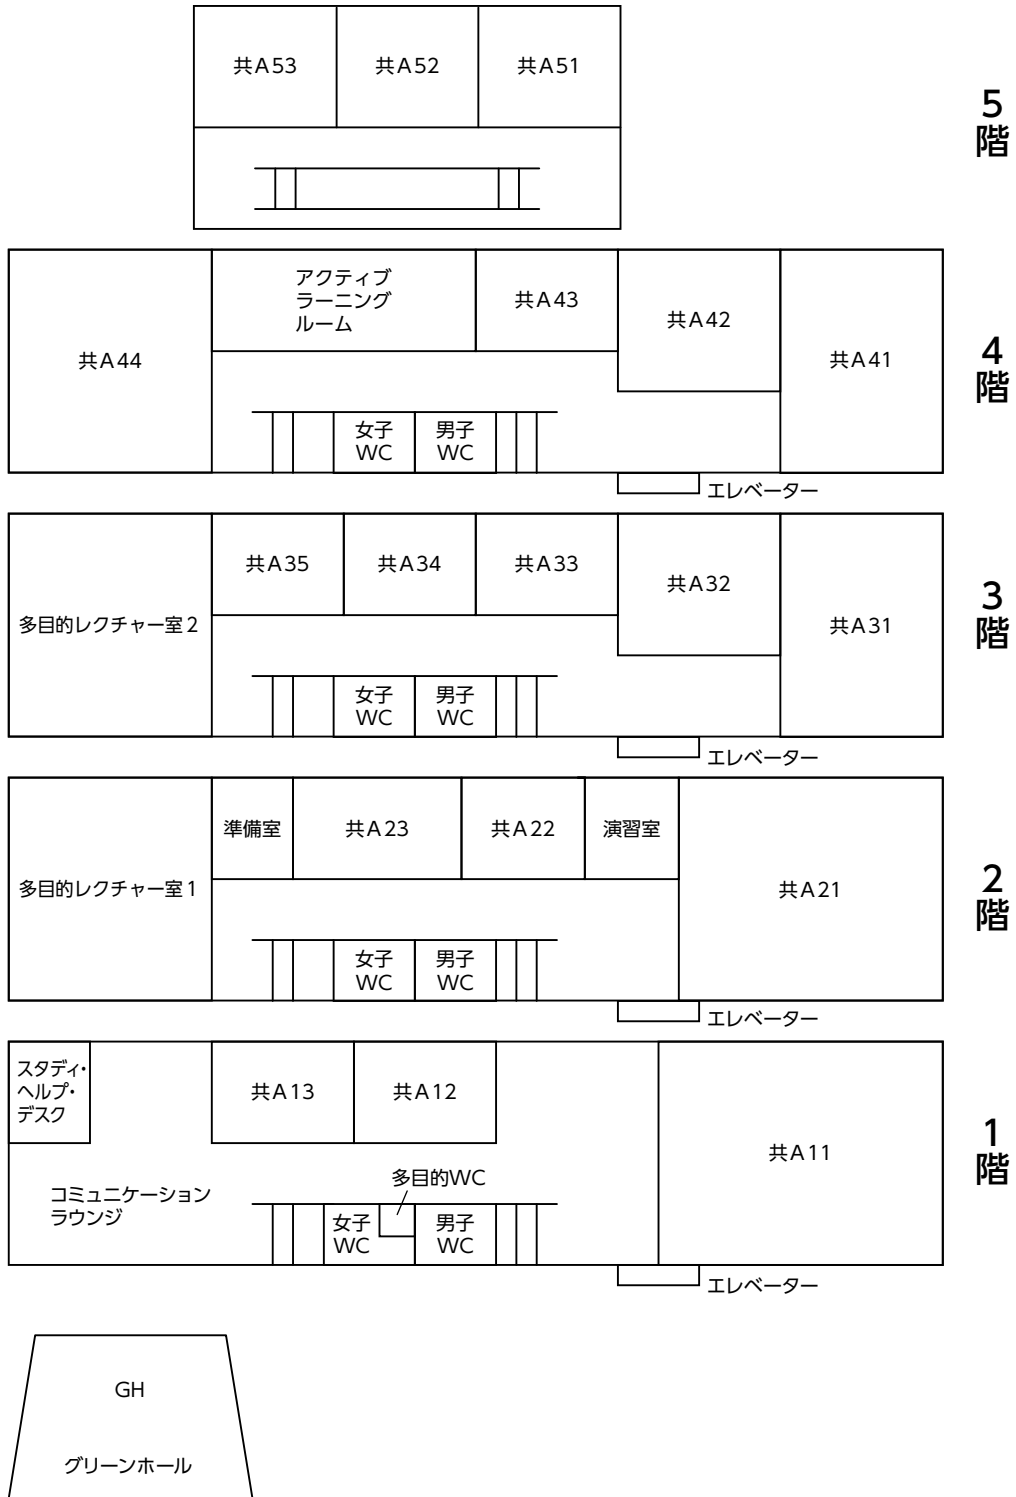 共A53
共A52
共A51
5
階
アクティブ
ラーニング
ルーム
共A43
共A42
共A44
共A41
4
階
女子
WC
男子
WC
エレベーター
共A35
共A34
共A33
共A32
多目的レクチャー室2
共A31
3
階
女子
WC
男子
WC
エレベーター
準備室
共A23
共A22
演習室
多目的レクチャー室1
共A21
2
階
女子
WC
男子
WC
エレベーター
スタディ・
ヘルプ・
デスク
共A13
共A12
共A11
1
階
コミュニケーション
ラウンジ
多目的WC
女子
WC
男子
WC
エレベーター
GH
グリーンホール